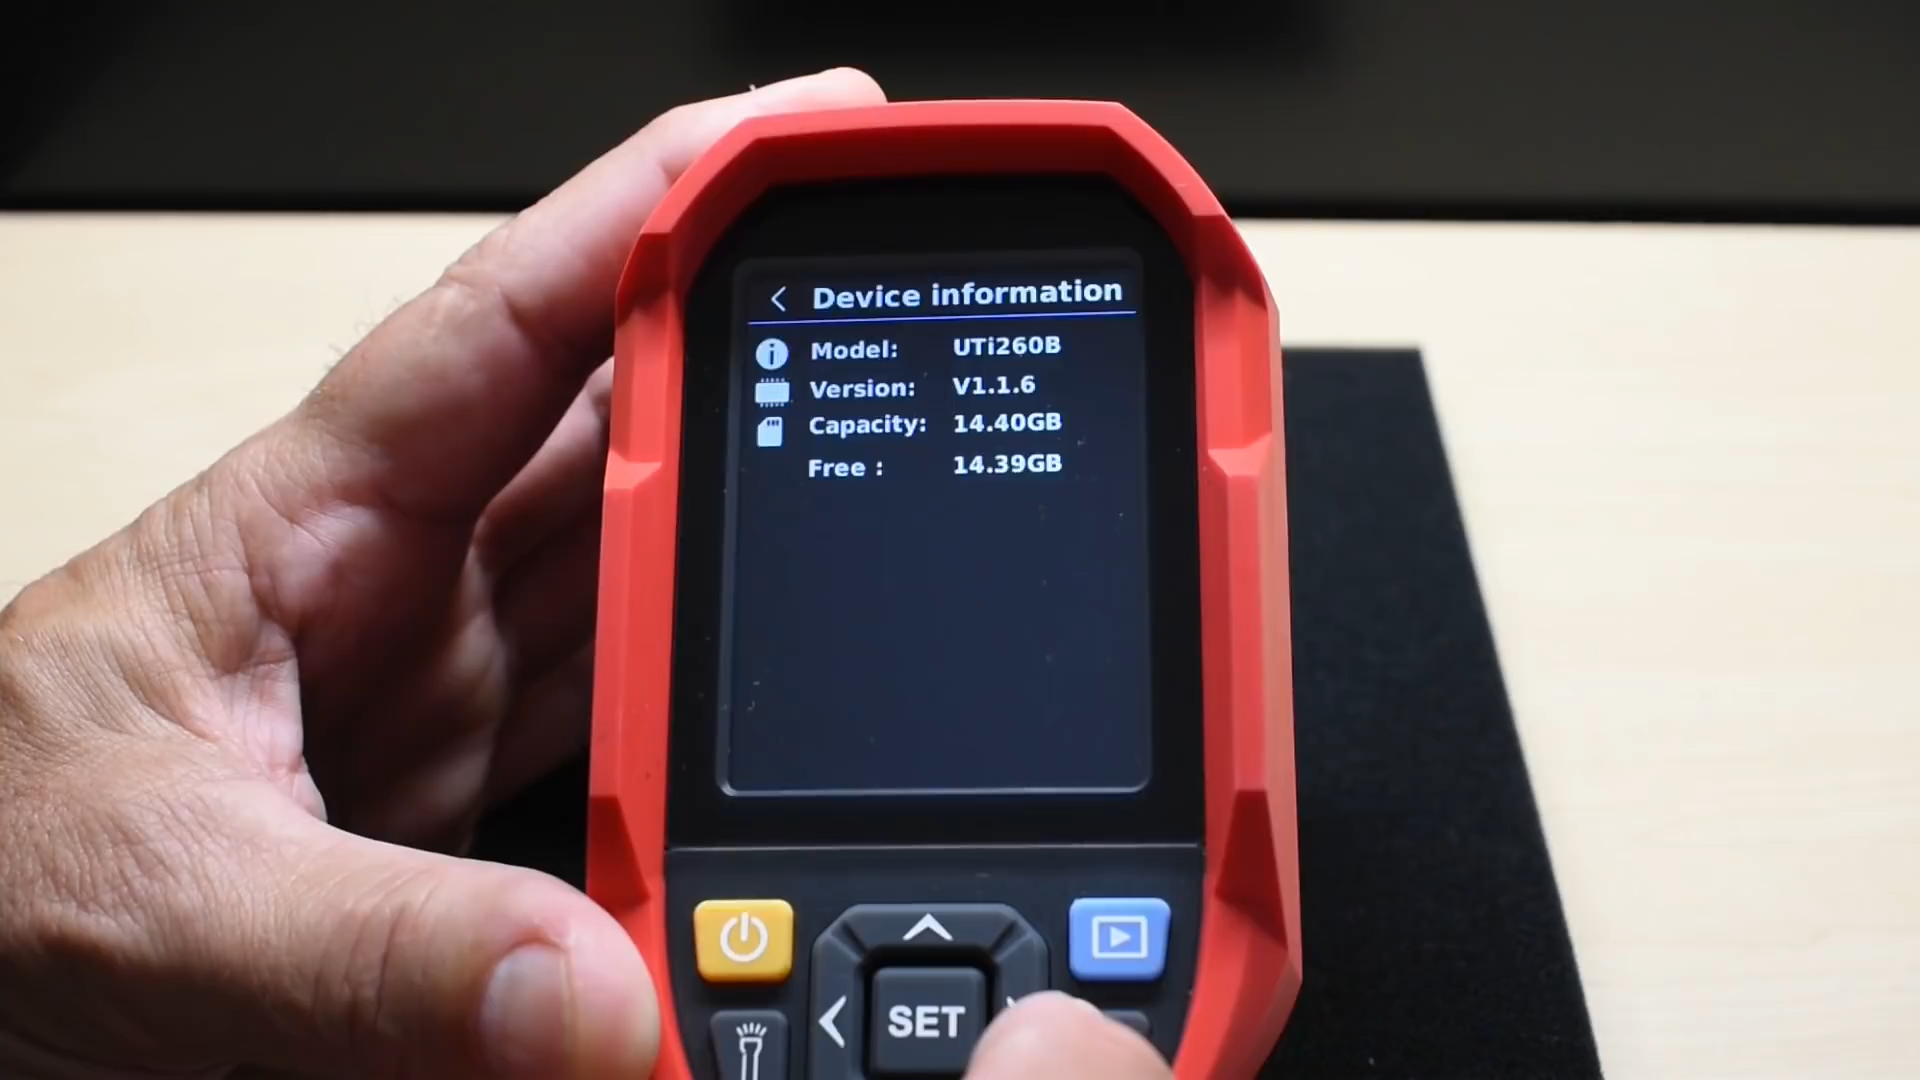 Device information
Model: UTi260B
Version: V1.1.6
Capacity: 14.40GB
Free : 14.39GB
SET